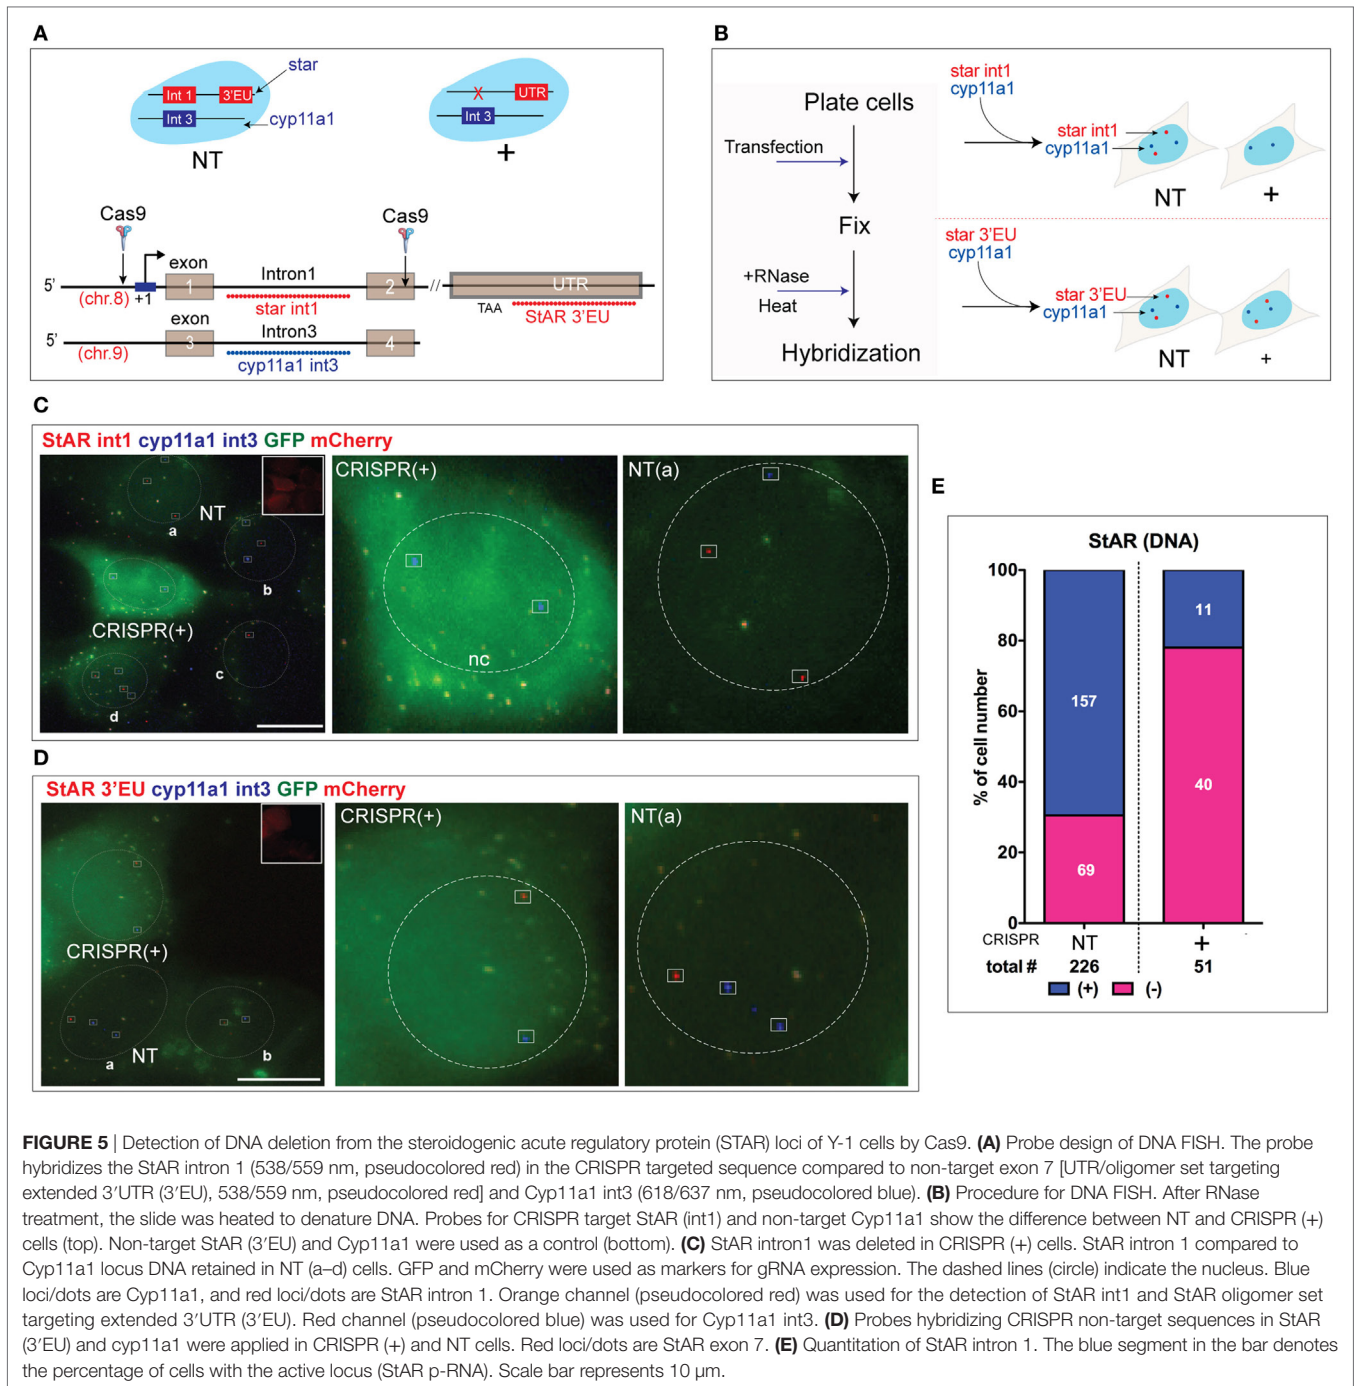 A
Int 1
3'EU
star
Int 3
cyp11a1
NT
X
UTR
Int 3
+
Cas9
Cas9
exon
Intron1
5'
1
2
//
UTR
(chr.8)
+1
star int1
TAA
StAR 3'EU
exon
Intron3
5'
3
4
(chr.9)
cyp11a1 int3
B
Plate cells
Transfection
Fix
+RNase
Heat
Hybridization
star int1
cyp11a1
star int1
cyp11a1
NT
+
star 3'EU
cyp11a1
star 3'EU
cyp11a1
NT
+
C
StAR int1 cyp11a1 int3 GFP mCherry
NT
a
b
CRISPR(+)
c
d
CRISPR(+)
nc
NT(a)
D
StAR 3'EU cyp11a1 int3 GFP mCherry
CRISPR(+)
a
NT
b
CRISPR(+)
NT(a)
E
StAR (DNA)
% of cell number
100
80
60
40
20
0
157
69
11
40
CRISPR NT +
total # 226 51
(+) (-)
FIGURE 5 | Detection of DNA deletion from the steroidogenic acute regulatory protein (STAR) loci of Y-1 cells by Cas9. (A) Probe design of DNA FISH. The probe
hybridizes the StAR intron 1 (538/559 nm, pseudocolored red) in the CRISPR targeted sequence compared to non-target exon 7 [UTR/oligomer set targeting
extended 3′UTR (3′EU), 538/559 nm, pseudocolored red] and Cyp11a1 int3 (618/637 nm, pseudocolored blue). (B) Procedure for DNA FISH. After RNase
treatment, the slide was heated to denature DNA. Probes for CRISPR target StAR (int1) and non-target Cyp11a1 show the difference between NT and CRISPR (+)
cells (top). Non-target StAR (3′EU) and Cyp11a1 were used as a control (bottom). (C) StAR intron1 was deleted in CRISPR (+) cells. StAR intron 1 compared to
Cyp11a1 locus DNA retained in NT (a–d) cells. GFP and mCherry were used as markers for gRNA expression. The dashed lines (circle) indicate the nucleus. Blue
loci/dots are Cyp11a1, and red loci/dots are StAR intron 1. Orange channel (pseudocolored red) was used for the detection of StAR int1 and StAR oligomer set
targeting extended 3′UTR (3′EU). Red channel (pseudocolored blue) was used for Cyp11a1 int3. (D) Probes hybridizing CRISPR non-target sequences in StAR
(3′EU) and cyp11a1 were applied in CRISPR (+) and NT cells. Red loci/dots are StAR exon 7. (E) Quantitation of StAR intron 1. The blue segment in the bar denotes
the percentage of cells with the active locus (StAR p-RNA). Scale bar represents 10 μm.